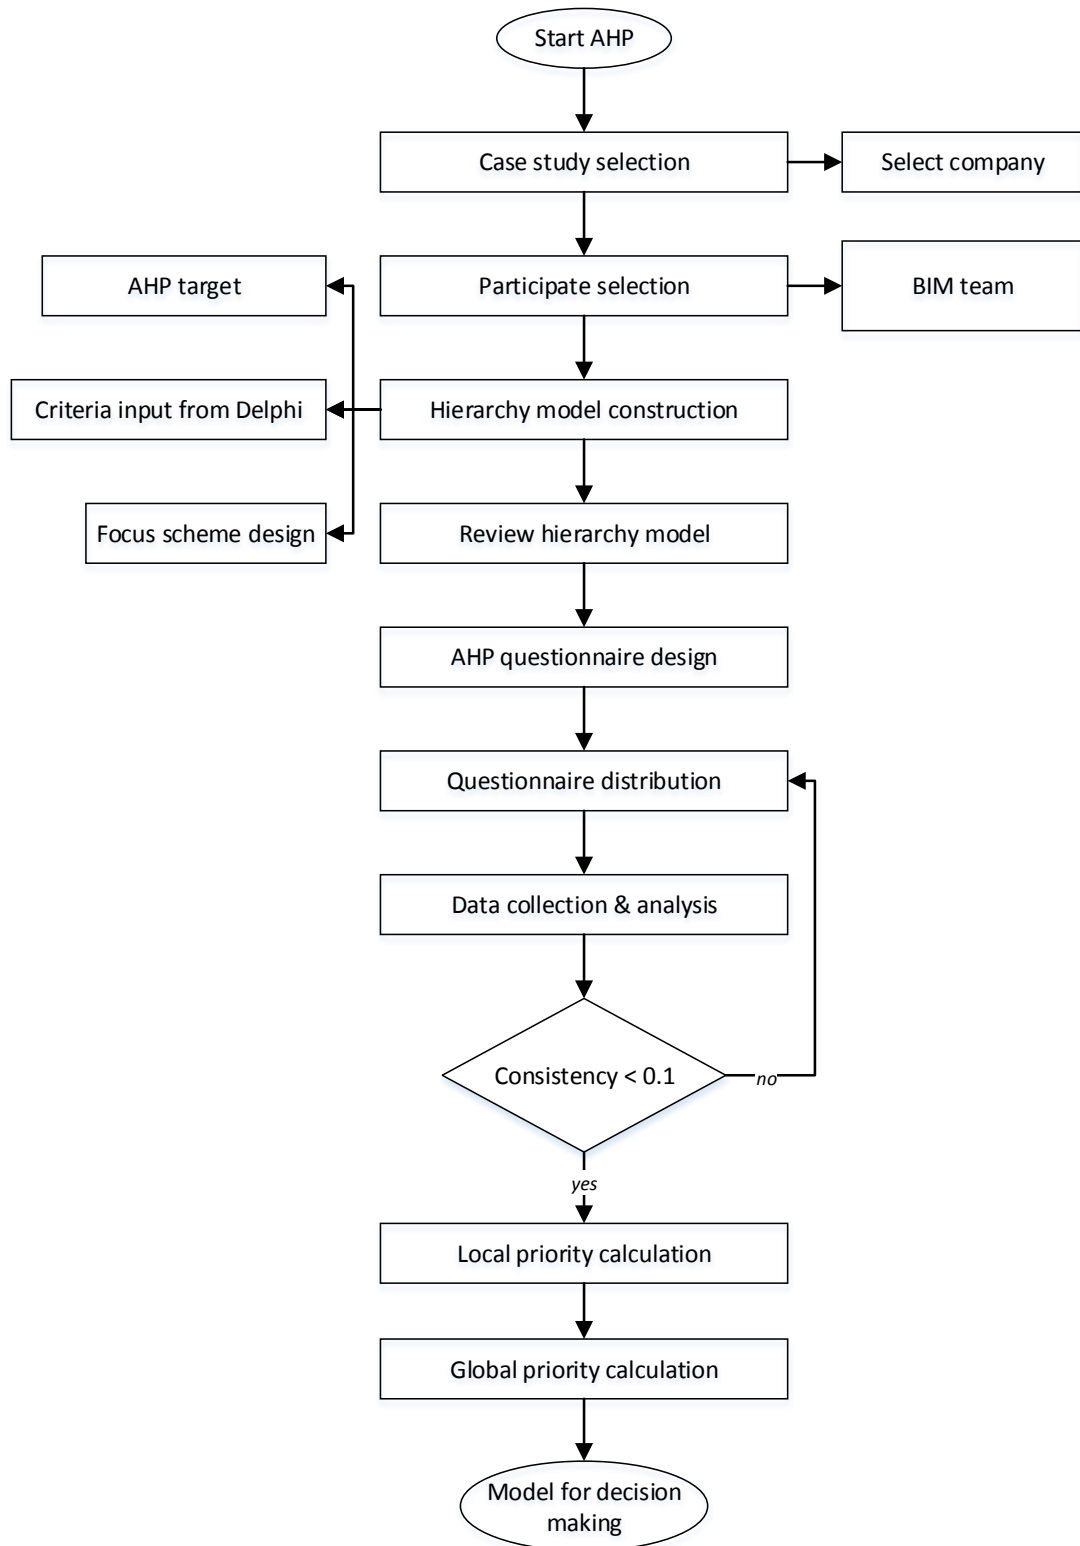 Start AHP
Case study selection
Select company
AHP target
Participate selection
BIM team
Criteria input from Delphi
Hierarchy model construction
Focus scheme design
Review hierarchy model
AHP questionnaire design
Questionnaire distribution
Data collection & analysis
Consistency < 0.1
no
yes
Local priority calculation
Global priority calculation
Model for decision
making